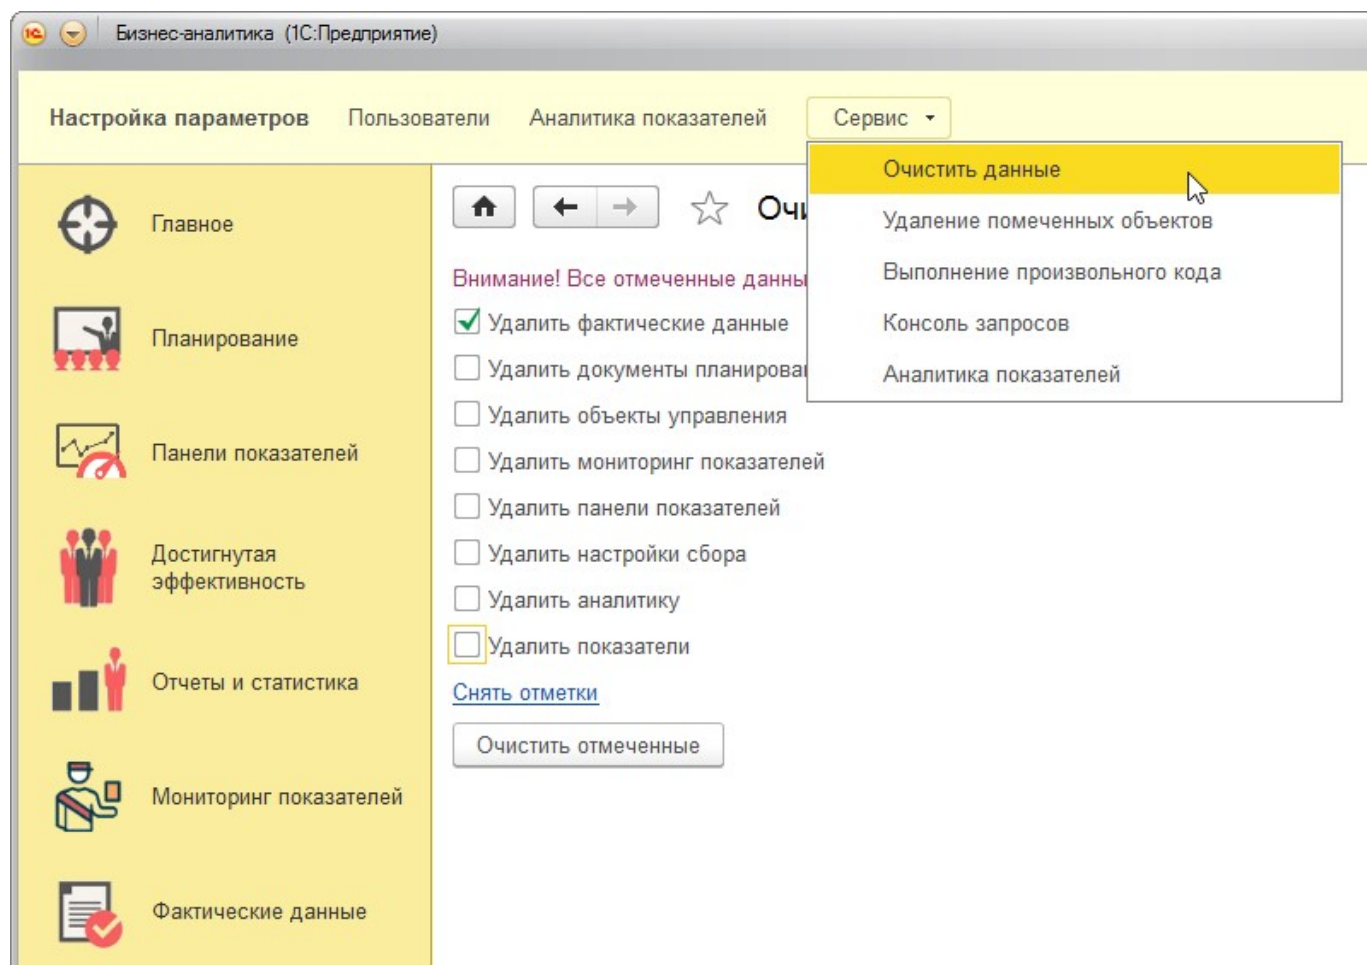 1С Бизнес-аналитика (1С:Предприятие)
Настройка параметров Пользователи Аналитика показателей Сервис
Очистить данные
Удаление помеченных объектов
Выполнение произвольного кода
Консоль запросов
Аналитика показателей
Главное
Планирование
Панели показателей
Достигнутая
эффективность
Отчеты и статистика
Мониторинг показателей
Фактические данные
Внимание! Все отмеченные
Удалить фактические данные
Удалить документы
Удалить объекты управления
Удалить мониторинг показателей
Удалить панели показателей
Удалить настройки сбора
Удалить аналитику
Удалить показатели
Снять отметки
Очистить отмеченные